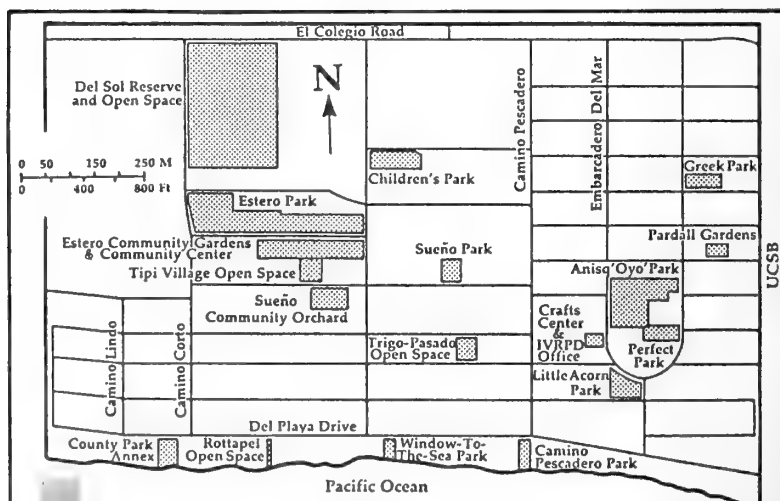 El Colegio Road
Del Sol Reserve
and Open Space
N
0 50 150 250 M
0 400 800 Ft
Children's Park
Camino Pescadero
Embarcadero Del Mar
Greek Park
Estero Park
Estero Community Gardens
& Community Center
Tipi Village Open Space
Sueño Park
Pardall Gardens
Anisq'Oyo'Park
UCSB
Sueño
Community Orchard
Camino Lindo
Camino Corto
Trigo-Pasado
Open Space
Crafts
Center
&
IVRPD
Office
Perfect
Park
Little Acorn
Park
Del Playa Drive
County Park
Annex
Rottapel
Open Space
Window-To-
The-Sea Park
Camino
Pescadero Park
Pacific Ocean